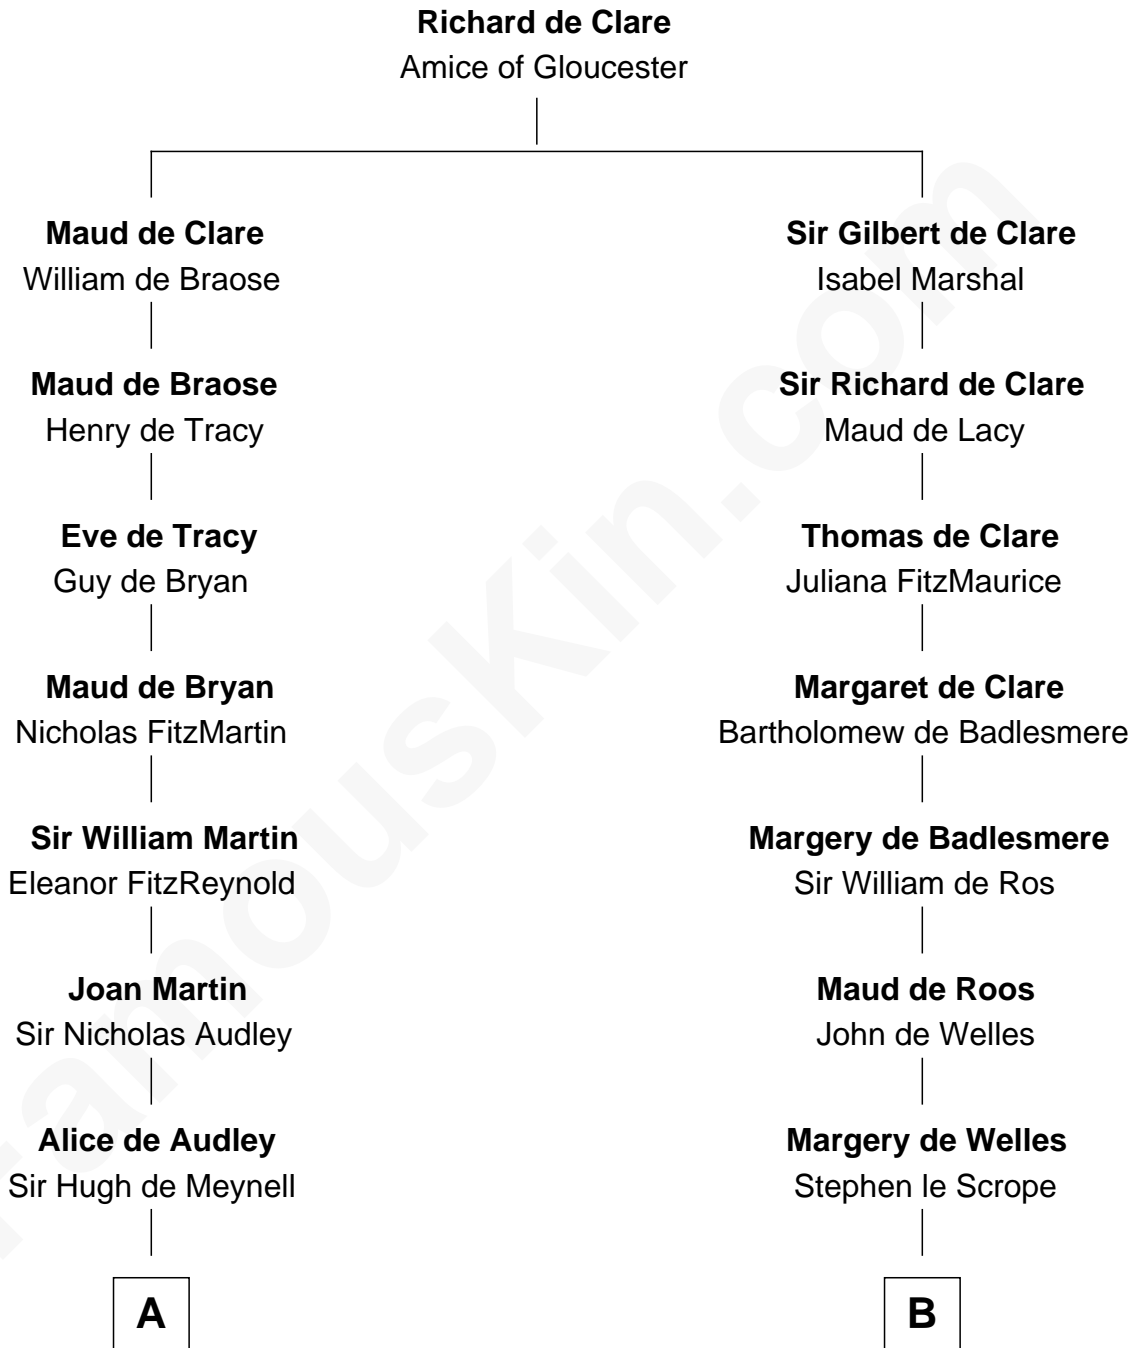 Richard de Clare
Amice of Gloucester
Maud de Clare
William de Braose
Sir Gilbert de Clare
Isabel Marshal
Maud de Braose
Henry de Tracy
Sir Richard de Clare
Maud de Lacy
Eve de Tracy
Guy de Bryan
Thomas de Clare
Juliana FitzMaurice
Maud de Bryan
Nicholas FitzMartin
Margaret de Clare
Bartholomew de Badlesmere
Sir William Martin
Eleanor FitzReynold
Margery de Badlesmere
Sir William de Ros
Joan Martin
Sir Nicholas Audley
Maud de Roos
John de Welles
Alice de Audley
Sir Hugh de Meynell
Margery de Welles
Stephen le Scrope
A
B
FamousKin.com